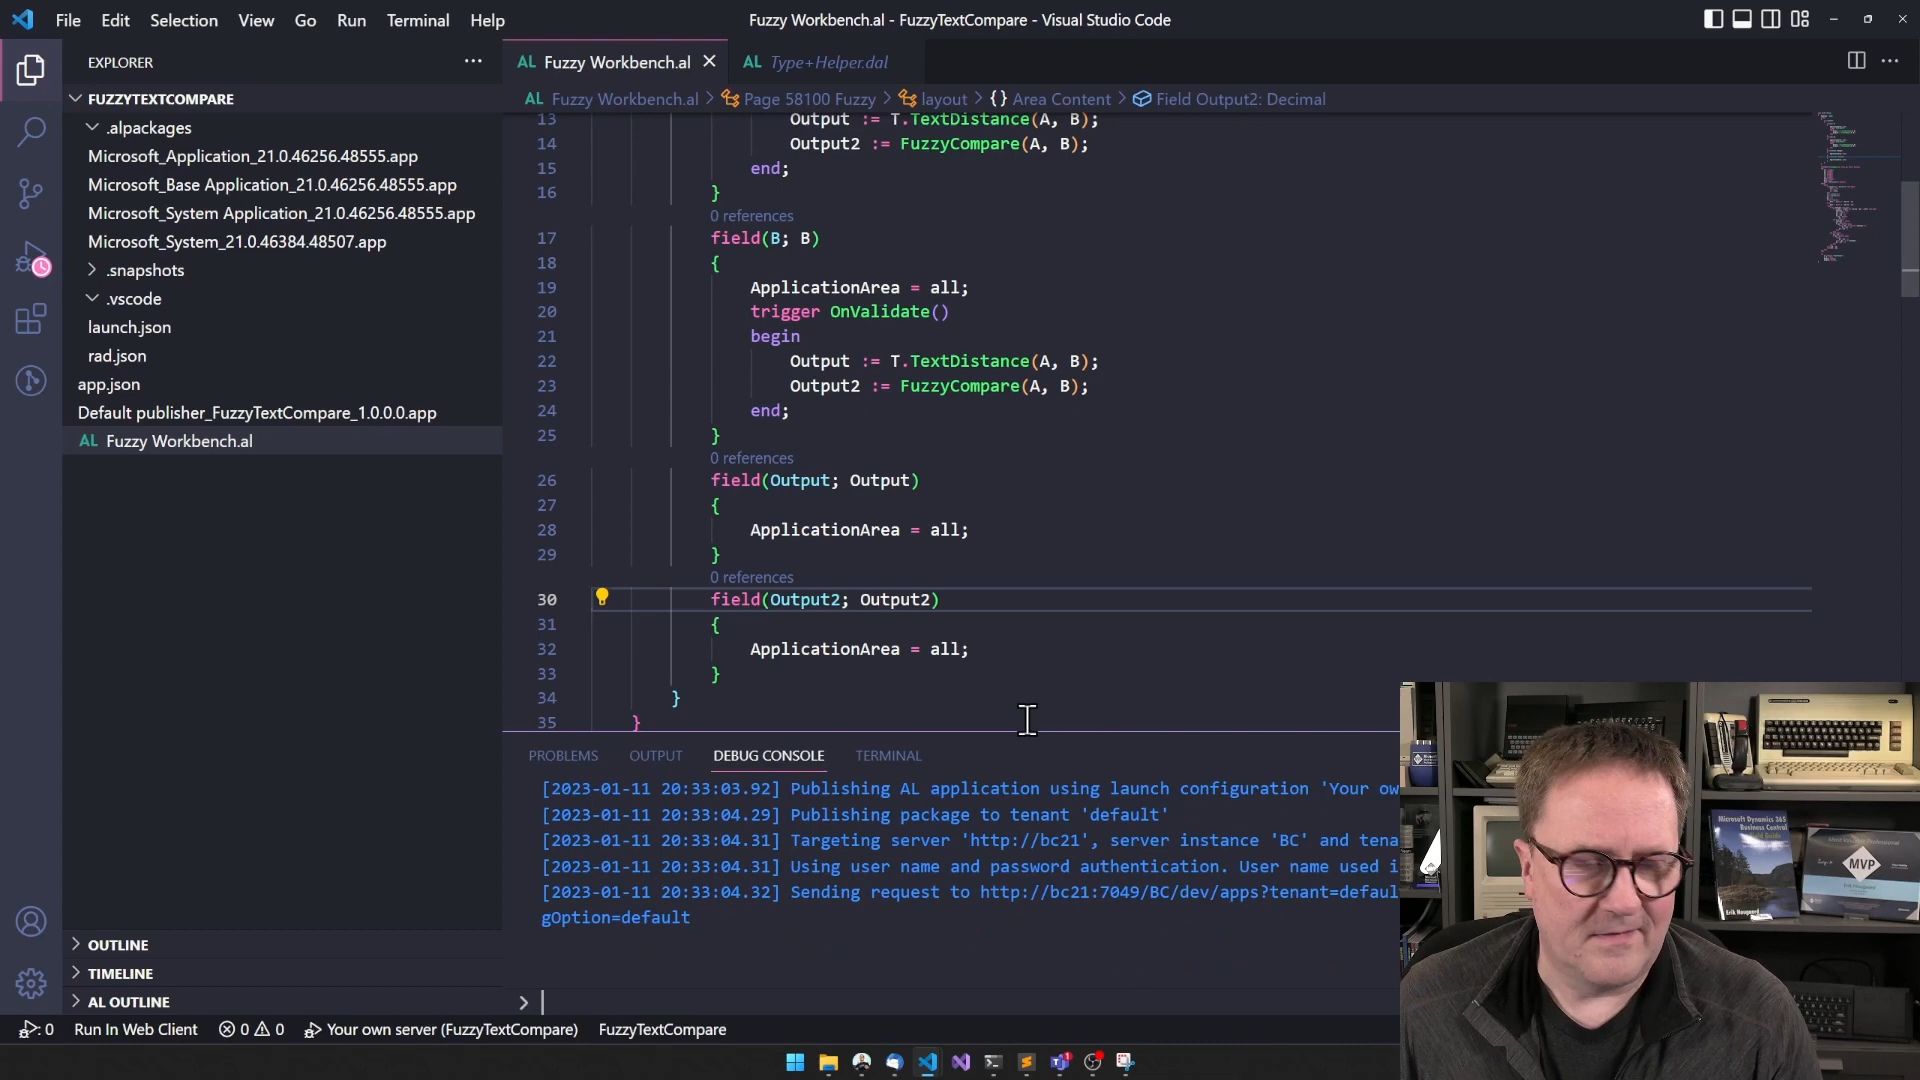 File Edit Selection View Go Run Terminal Help
Fuzzy Workbench.al - FuzzyTextCompare - Visual Studio Code
EXPLORER
FUZZYTEXTCOMPARE
.alpackages
Microsoft_Application_21.0.46256.48555.app
Microsoft_Base Application_21.0.46256.48555.app
Microsoft_System Application_21.0.46256.48555.app
Microsoft_System_21.0.46384.48507.app
.snapshots
.vscode
launch.json
rad.json
app.json
Default publisher_FuzzyTextCompare_1.0.0.0.app
AL Fuzzy Workbench.al
OUTLINE
TIMELINE
AL OUTLINE
AL Fuzzy Workbench.al
AL Type+Helper.dal
AL Fuzzy Workbench.al > Page 58100 Fuzzy > layout > {} Area Content > Field Output2: Decimal
13 Output := T.TextDistance(A, B);
14 Output2 := FuzzyCompare(A, B);
15 end;
16 }
0 references
17 field(B; B)
18 {
19 ApplicationArea = all;
20 trigger OnValidate()
21 begin
22 Output := T.TextDistance(A, B);
23 Output2 := FuzzyCompare(A, B);
24 end;
25 }
0 references
26 field(Output; Output)
27 {
28 ApplicationArea = all;
29 }
0 references
30 field(Output2; Output2)
31 {
32 ApplicationArea = all;
33 }
34 }
35 }
PROBLEMS OUTPUT DEBUG CONSOLE TERMINAL
[2023-01-11 20:33:03.92] Publishing AL application using launch configuration 'Your ow
[2023-01-11 20:33:04.29] Publishing package to tenant 'default'
[2023-01-11 20:33:04.31] Targeting server 'http://bc21', server instance 'BC' and tena
[2023-01-11 20:33:04.31] Using user name and password authentication. User name used i
[2023-01-11 20:33:04.32] Sending request to http://bc21:7049/BC/dev/apps?tenant=defaul
gOption=default
>
Microsoft Dynamics 365
Business Central
Field Guide
Erik Hougaard
MVP
Erik Hougaard
0 Run In Web Client 0 0 Your own server (FuzzyTextCompare) FuzzyTextCompare